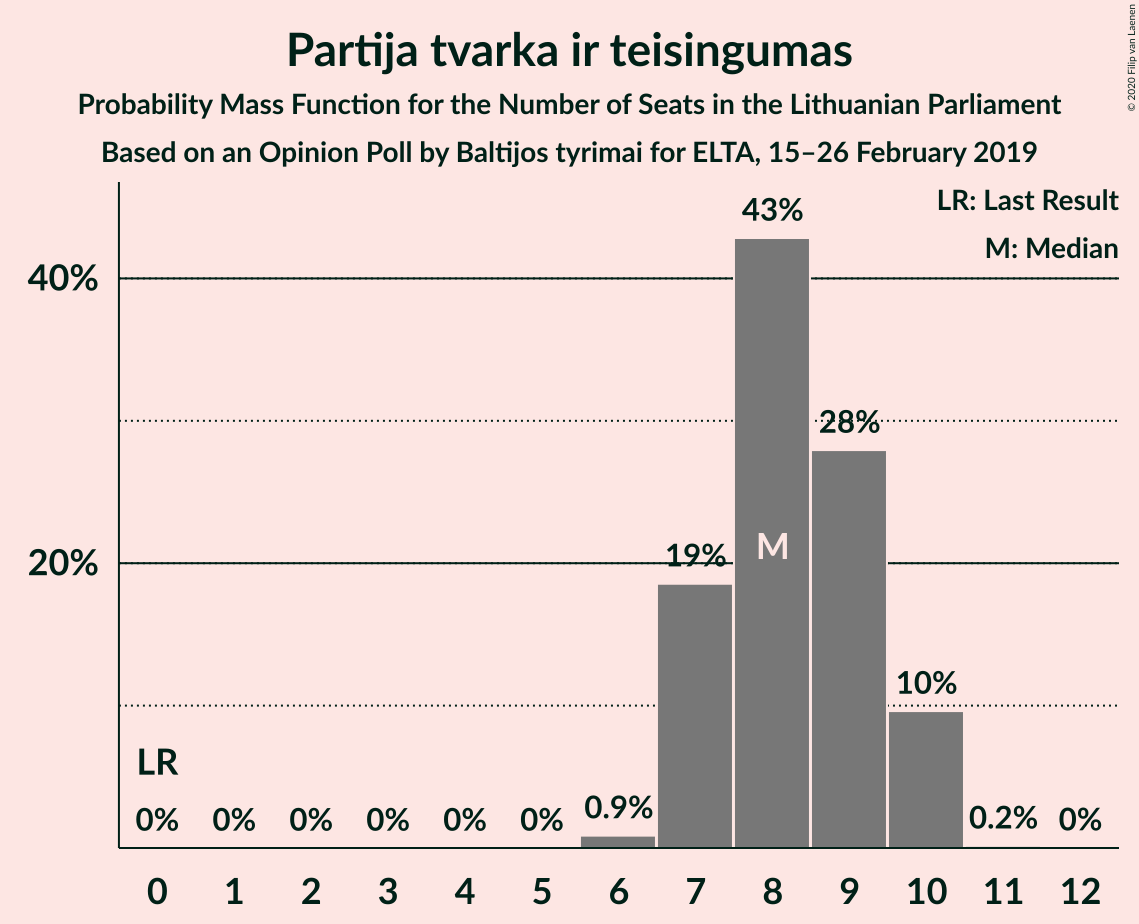 Partija tvarka ir teisingumas
Probability Mass Function for the Number of Seats in the Lithuanian Parliament
Based on an Opinion Poll by Baltijos tyrimai for ELTA, 15–26 February 2019
© 2020 Filip van Laenen
LR: Last Result
M: Median
43%
40%
28%
19%
M
20%
10%
LR
0% 0% 0% 0% 0% 0% 0.9% 0.2% 0%
0 1 2 3 4 5 6 7 8 9 10 11 12